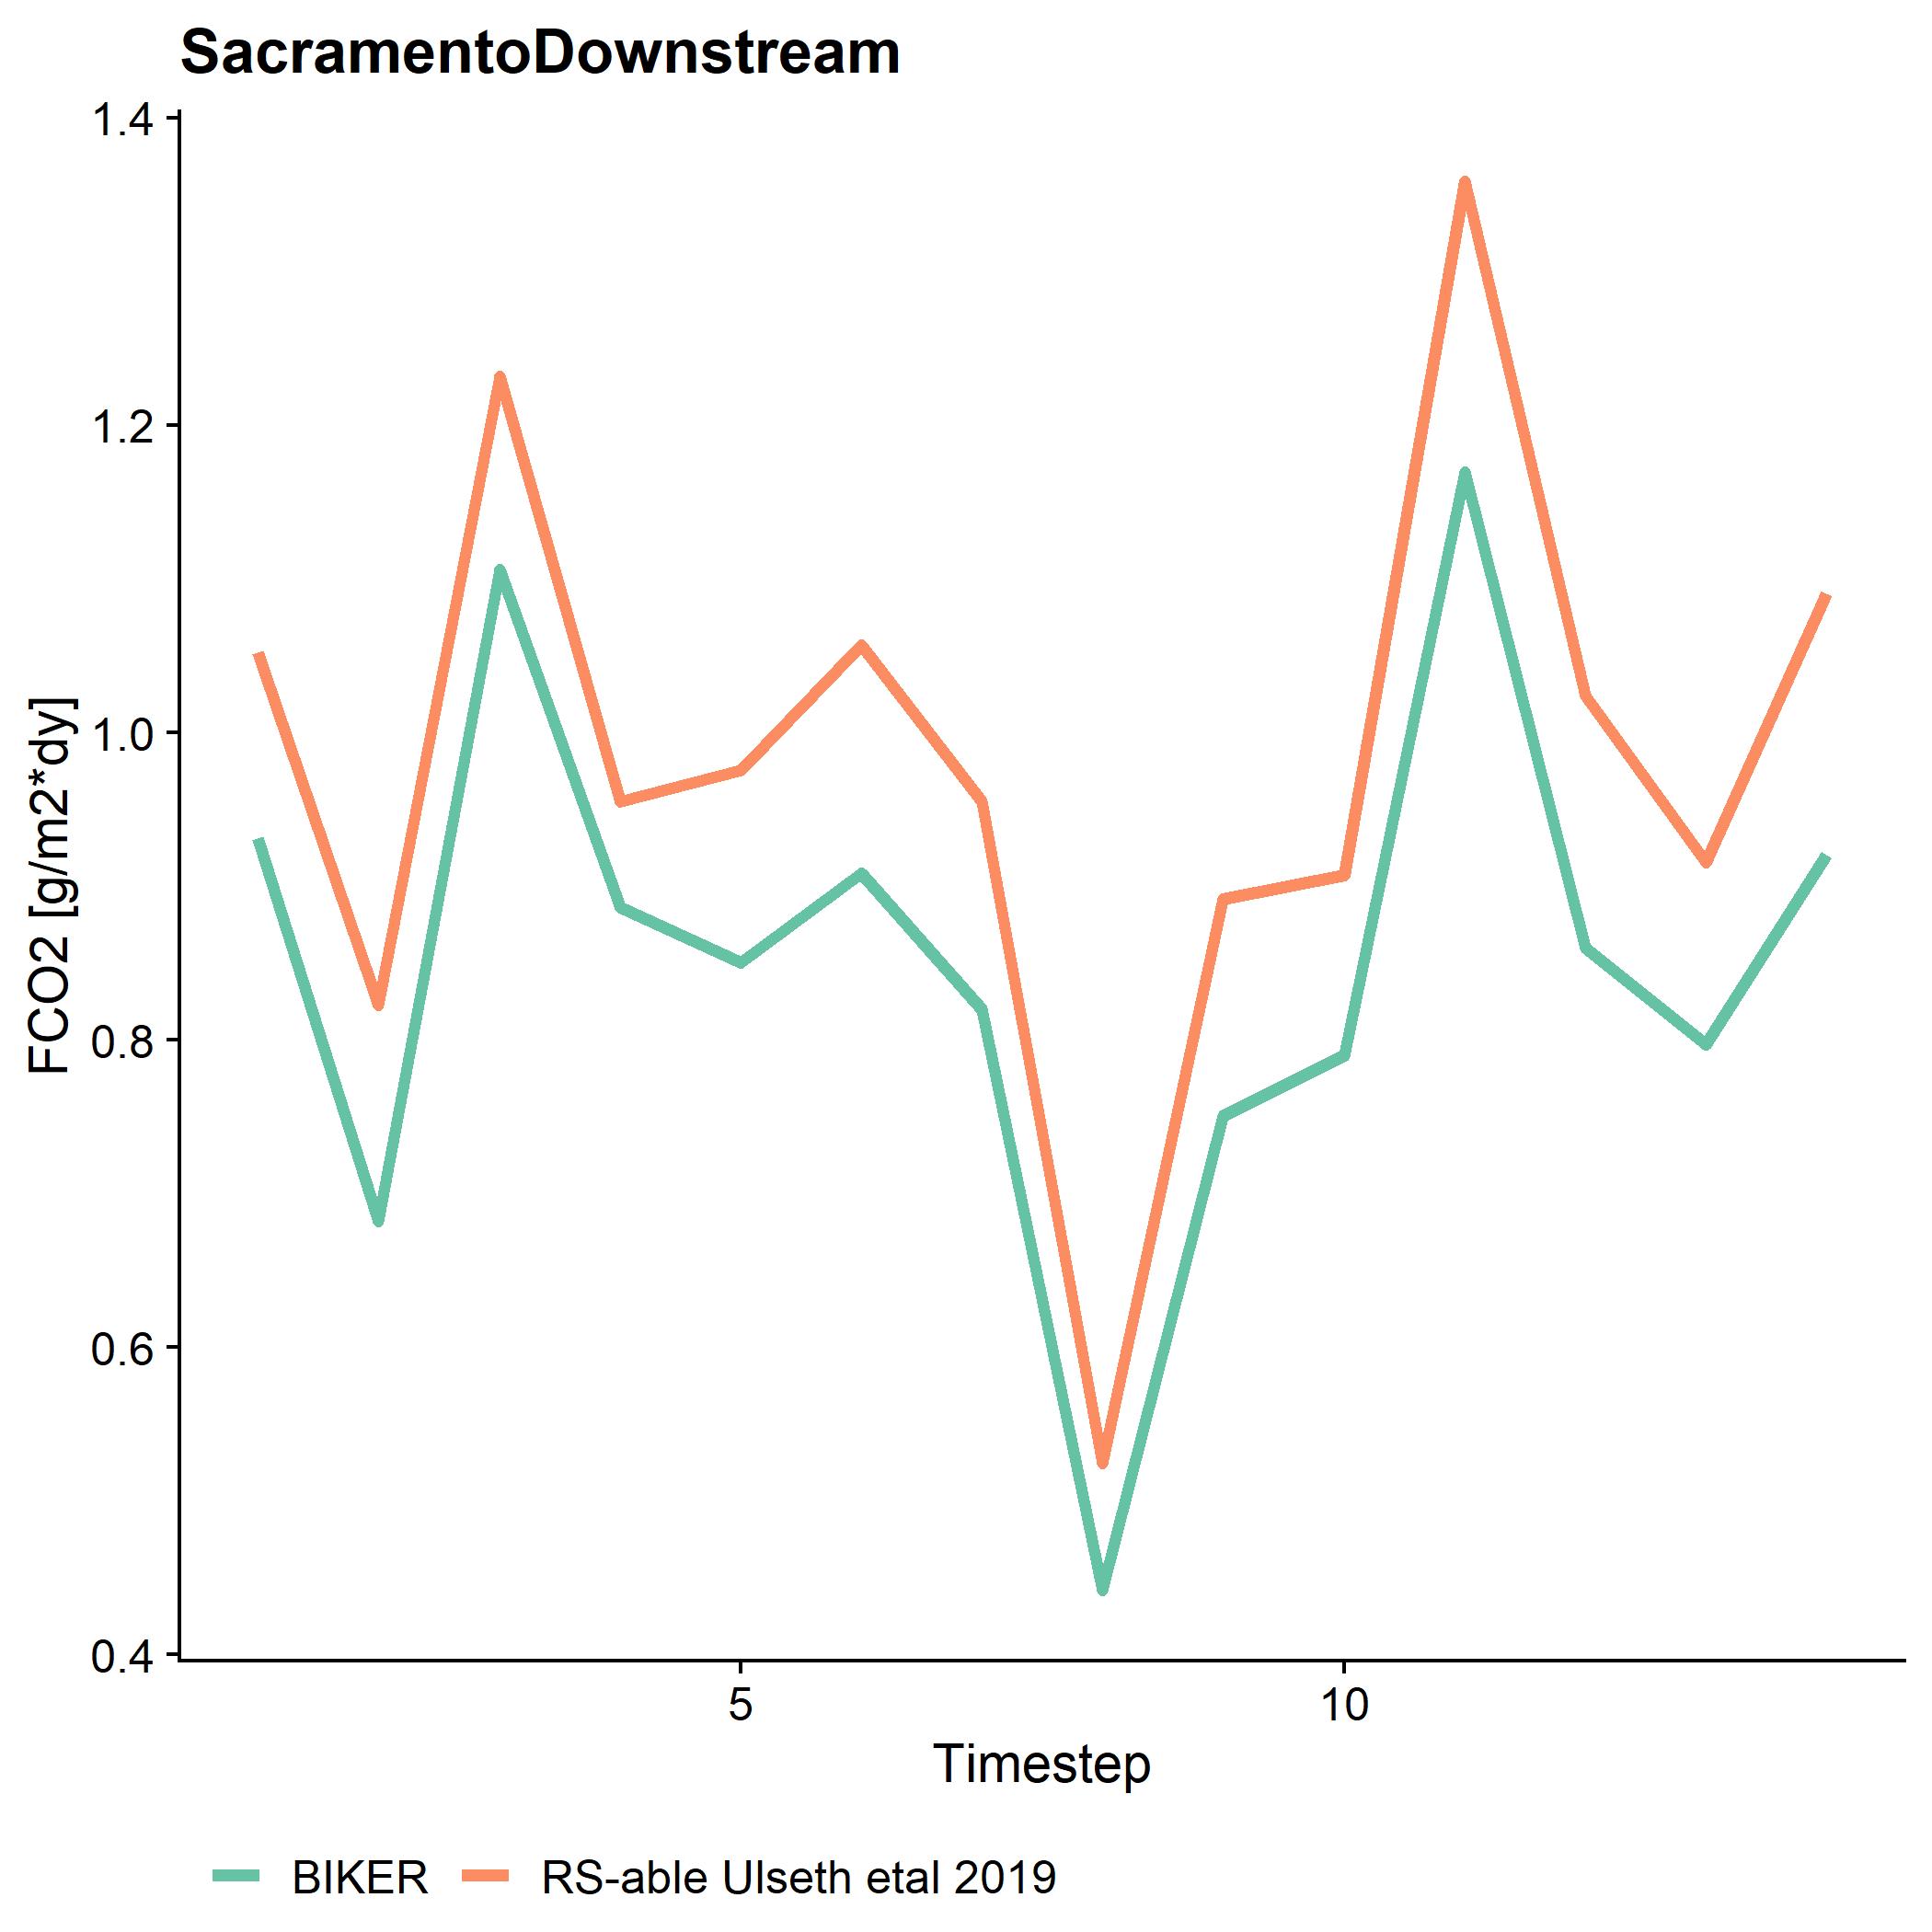 SacramentoDownstream
1.4
1.2
1.0
0.8
0.6
0.4
FCO2 [g/m2*dy]
5 10
Timestep
BIKER RS-able Ulseth etal 2019